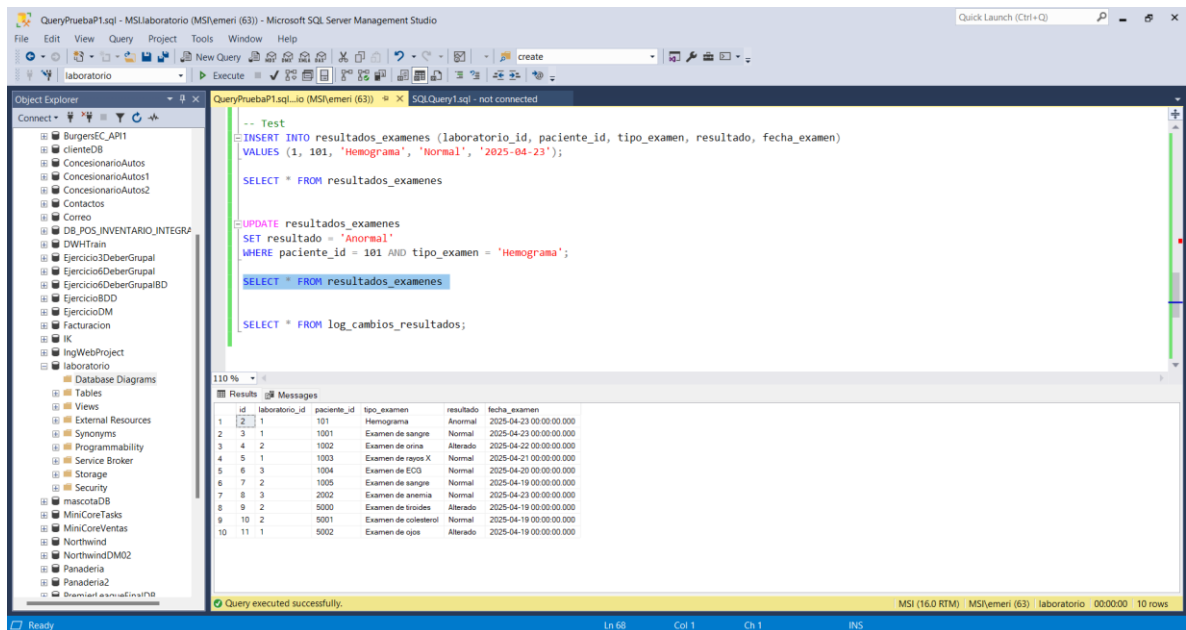 QueryPruebaP1.sql - MSI.laboratorio (MSI\emeri (63)) - Microsoft SQL Server Management Studio
Quick Launch (Ctrl+Q)
File Edit View Query Project Tools Window Help
New Query
create
laboratorio
Execute
Object Explorer
Connect
BurgersEC_API1
clienteDB
ConcesionarioAutos
ConcesionarioAutos1
ConcesionarioAutos2
Contactos
Correo
DB_POS_INVENTARIO_INTEGRA
DWHTrain
Ejercicio3DeberGrupal
Ejercicio6DeberGrupal
Ejercicio6DeberGrupalBD
EjercicioBDD
EjercicioDM
Facturacion
IK
IngWebProject
laboratorio
Database Diagrams
Tables
Views
External Resources
Synonyms
Programmability
Service Broker
Storage
Security
mascotaDB
MiniCoreTasks
MiniCoreVentas
Northwind
NorthwindDM02
Panaderia
Panaderia2
PremierLeagueFinalDB
QueryPruebaP1.sql...io (MSI\emeri (63))
SQLQuery1.sql - not connected
-- Test
INSERT INTO resultados_examenes (laboratorio_id, paciente_id, tipo_examen, resultado, fecha_examen)
VALUES (1, 101, 'Hemograma', 'Normal', '2025-04-23');
SELECT * FROM resultados_examenes
UPDATE resultados_examenes
SET resultado = 'Anormal'
WHERE paciente_id = 101 AND tipo_examen = 'Hemograma';
SELECT * FROM resultados_examenes
SELECT * FROM log_cambios_resultados;
110 %
Results Messages
id laboratorio_id paciente_id tipo_examen resultado fecha_examen
1 2 1 101 Hemograma Anormal 2025-04-23 00:00:00.000
2 3 1 1001 Examen de sangre Normal 2025-04-23 00:00:00.000
3 4 2 1002 Examen de orina Alterado 2025-04-22 00:00:00.000
4 5 1 1003 Examen de rayos X Normal 2025-04-21 00:00:00.000
5 6 3 1004 Examen de ECG Normal 2025-04-20 00:00:00.000
6 7 2 1005 Examen de sangre Normal 2025-04-19 00:00:00.000
7 8 3 2002 Examen de anemia Normal 2025-04-23 00:00:00.000
8 9 2 5000 Examen de tiroides Alterado 2025-04-19 00:00:00.000
9 10 2 5001 Examen de colesterol Normal 2025-04-19 00:00:00.000
10 11 1 5002 Examen de ojos Alterado 2025-04-19 00:00:00.000
Query executed successfully.
MSI (16.0 RTM) MSI\emeri (63) laboratorio 00:00:00 10 rows
Ready
Ln 68 Col 1 Ch 1 INS